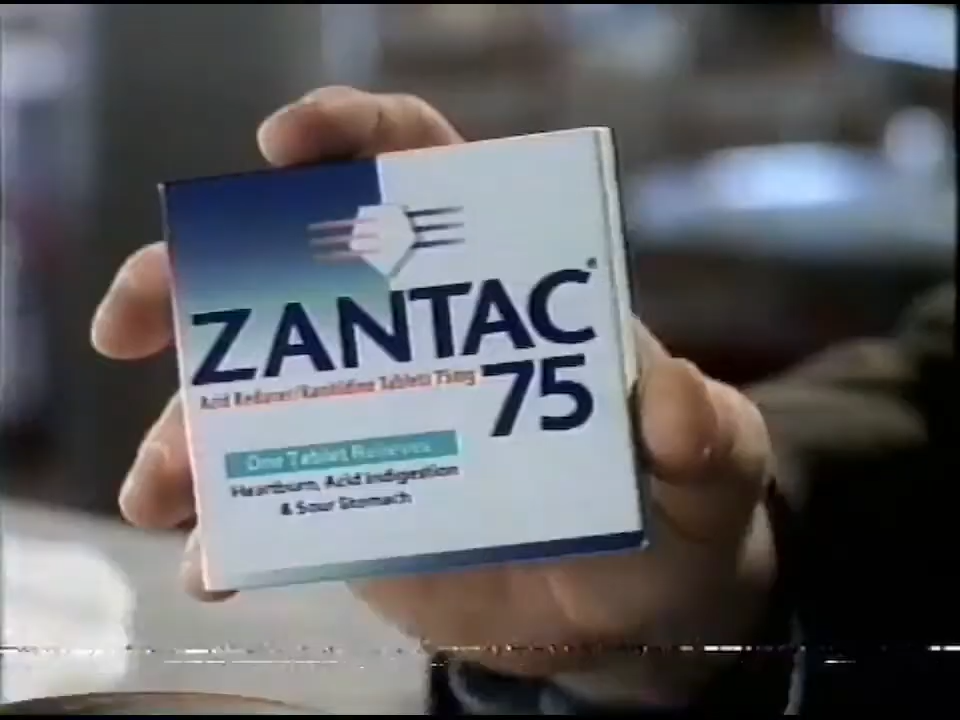 ZANTAC®
75
Acid Reducer/Ranitidine Tablets 75mg
One Tablet Relieves
Heartburn, Acid Indigestion
& Sour Stomach